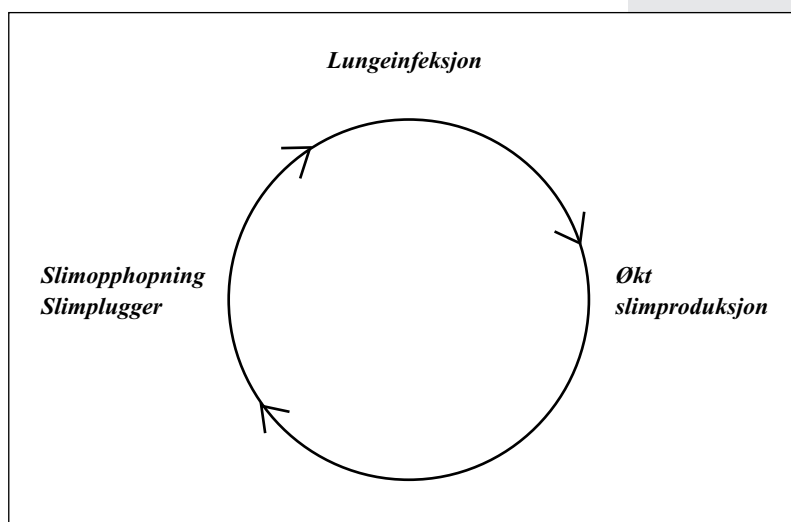 Lungeinfeksjon
Slimopphopning
Slimplugger
Økt
slimproduksjon